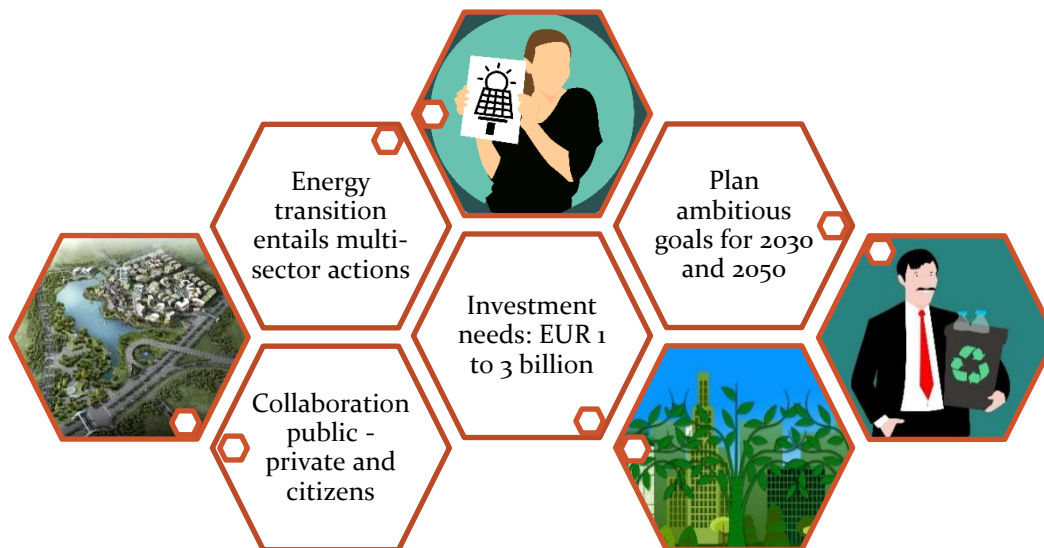 Energy
transition
entails multi-
sector actions
Collaboration
public -
private and
citizens
Investment
needs: EUR 1
to 3 billion
Plan
ambitious
goals for 2030
and 2050